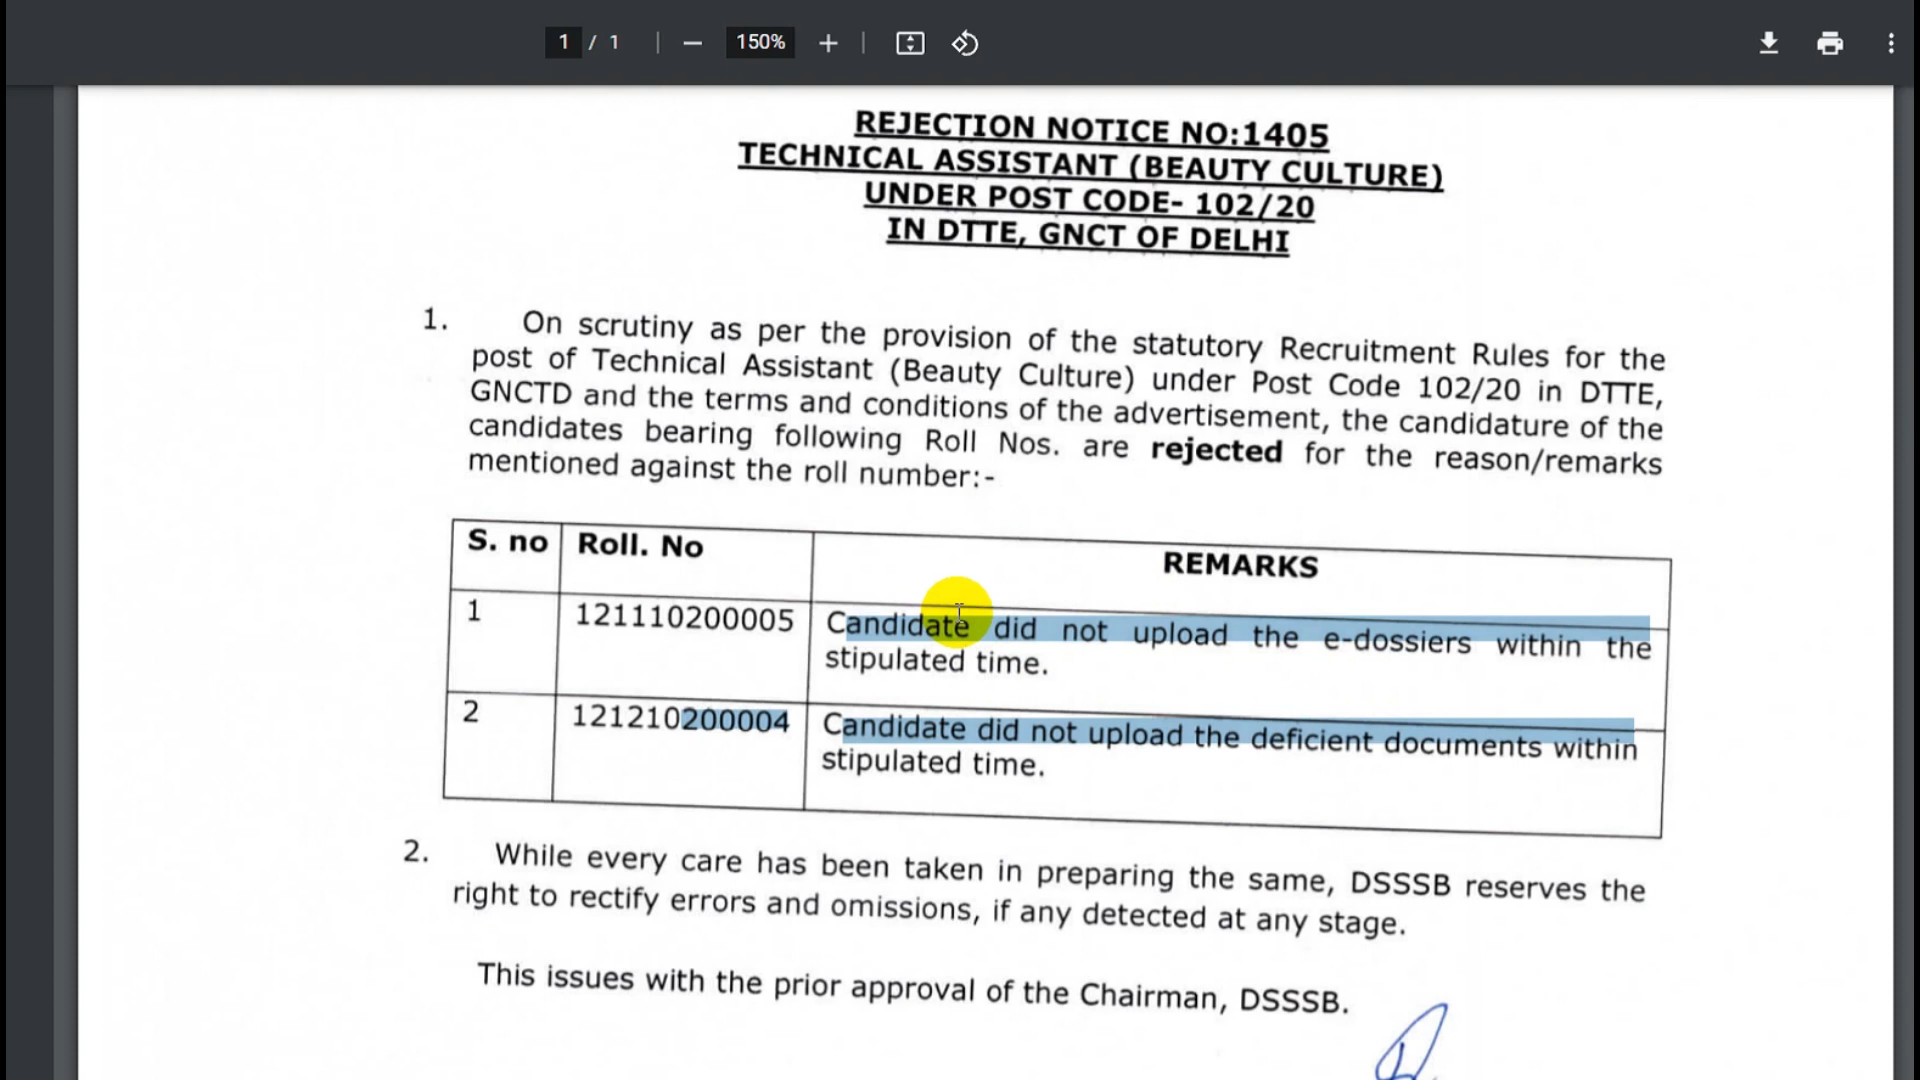 1 / 1 150%
REJECTION NOTICE NO:1405
TECHNICAL ASSISTANT (BEAUTY CULTURE)
UNDER POST CODE- 102/20
IN DTTE, GNCT OF DELHI
1. On scrutiny as per the provision of the statutory Recruitment Rules for the
post of Technical Assistant (Beauty Culture) under Post Code 102/20 in DTTE,
GNCTD and the terms and conditions of the advertisement, the candidature of the
candidates bearing following Roll Nos. are rejected for the reason/remarks
mentioned against the roll number:-
S. no Roll. No REMARKS
1 121110200005 Candidate did not upload the e-dossiers within the
stipulated time.
2 121210200004 Candidate did not upload the deficient documents within
stipulated time.
2. While every care has been taken in preparing the same, DSSSB reserves the
right to rectify errors and omissions, if any detected at any stage.
This issues with the prior approval of the Chairman, DSSSB.